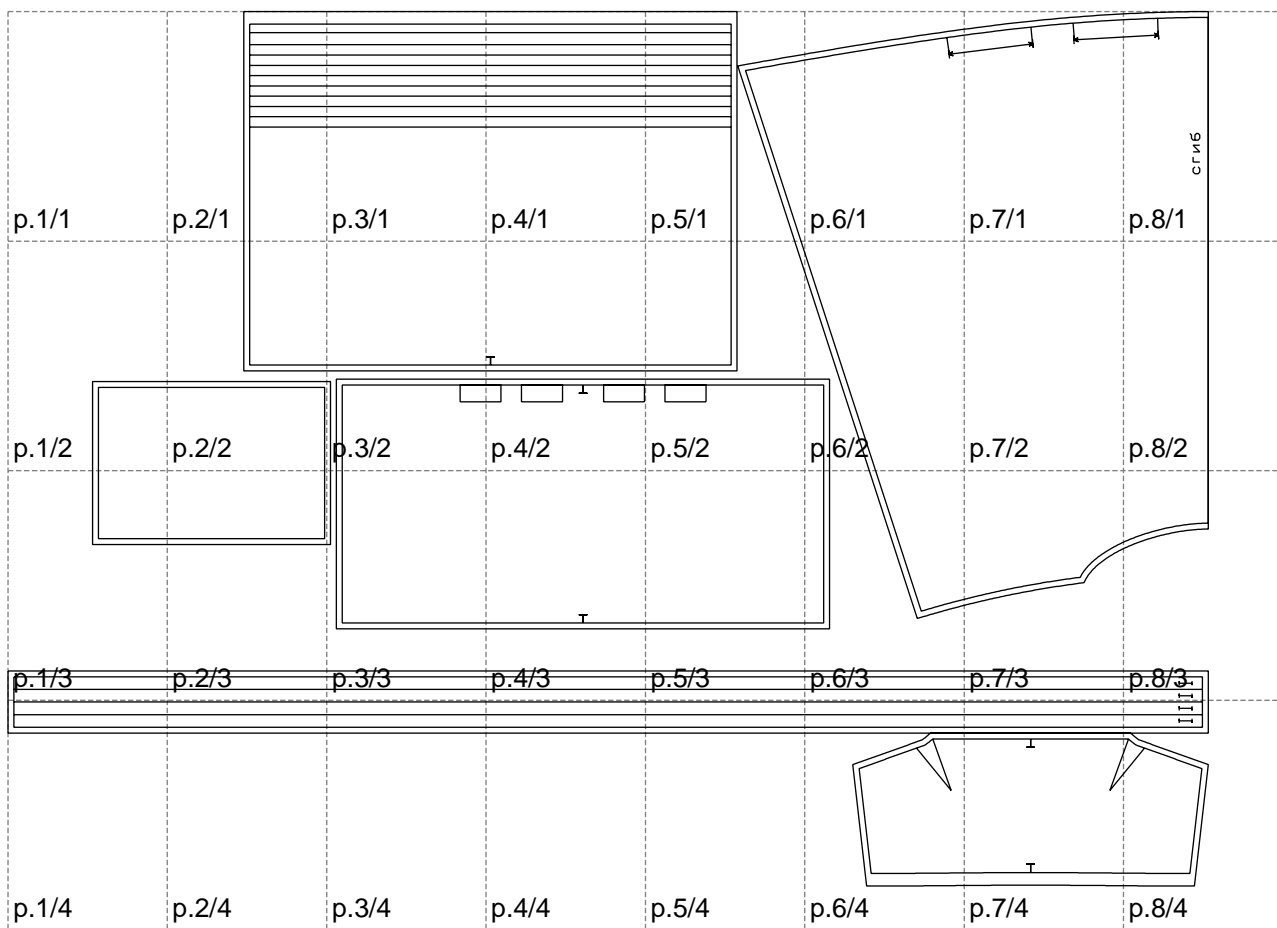 сгиб
p.1/1 p.2/1 p.3/1 p.4/1 p.5/1 p.6/1 p.7/1 p.8/1
p.1/2 p.2/2 p.3/2 p.4/2 p.5/2 p.6/2 p.7/2 p.8/2
p.1/3 p.2/3 p.3/3 p.4/3 p.5/3 p.6/3 p.7/3 p.8/3
p.1/4 p.2/4 p.3/4 p.4/4 p.5/4 p.6/4 p.7/4 p.8/4